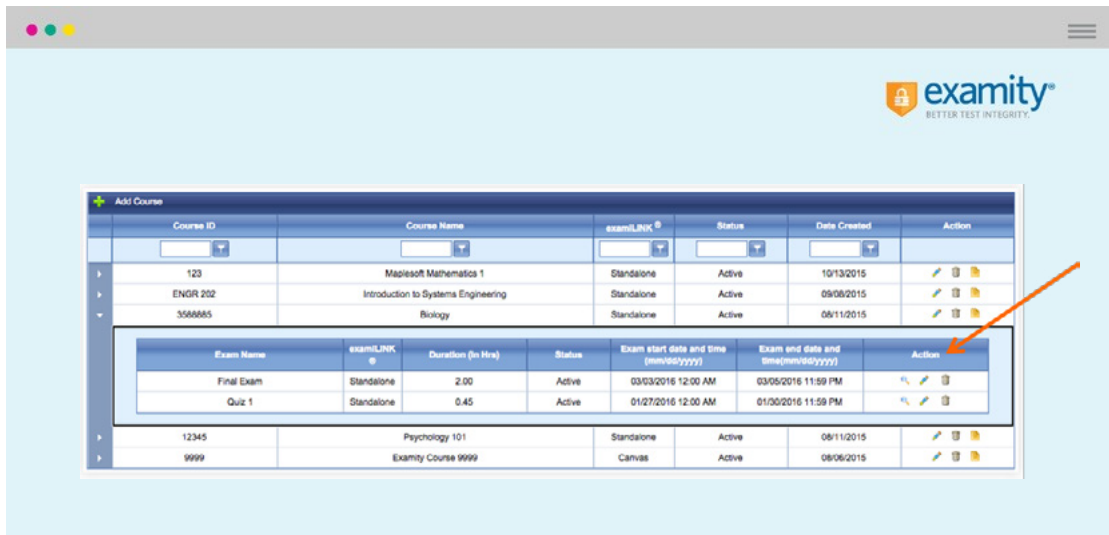 examity®
BETTER TEST INTEGRITY.
Add Course
Course ID Course Name examiLINK Status Date Created Action
123 Maplesoft Mathematics 1 Standalone Active 10/13/2015
ENGR 202 Introduction to Systems Engineering Standalone Active 09/08/2015
3588885 Biology Standalone Active 08/11/2015
Exam Name examiLINK Duration (In Hrs) Status Exam start date and time (mm/dd/yyyy) Exam end date and time(mm/dd/yyyy) Action
Final Exam Standalone 2.00 Active 03/03/2016 12:00 AM 03/05/2016 11:59 PM
Quiz 1 Standalone 0.45 Active 01/27/2016 12:00 AM 01/30/2016 11:59 PM
12345 Psychology 101 Standalone Active 08/11/2015
9999 Examity Course 9999 Canvas Active 08/06/2015